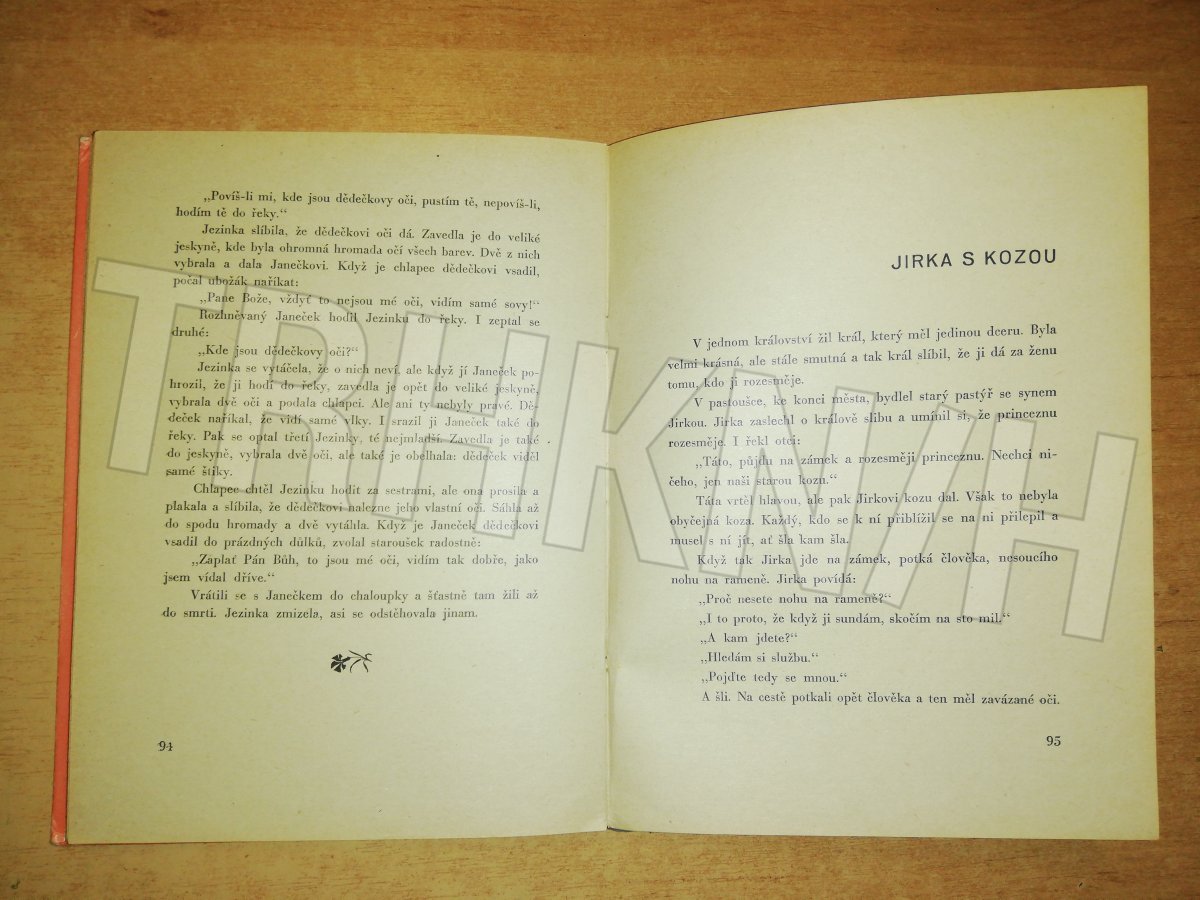 „Povíš-li mi, kde jsou dědečkovy oči, pustím tě, nepovíš-li,
hodím tě do řeky.“
Jezinka slíbila, že dědečkovi oči dá. Zavedla je do veliké
jeskyně, kde byla ohromná hromada očí všech barev. Dvě z nich
vybrala a dala Janečkovi. Když je chlapec dědečkovi vsadil,
počal ubožák naříkat:
„Pane Bože, vždyť to nejsou mé oči, vidím samé sovy!“
Rozhněvaný Janeček hodil Jezinku do řeky. I zeptal se
druhé:
„Kde jsou dědečkovy oči?“
Jezinka se vytáčela, že o nich neví, ale když jí Janeček po-
hrozil, že ji hodí do řeky, zavedla je opět do veliké jeskyně,
vybrala dvě oči a podala chlapci. Ale ani ty nebyly pravé. Dě-
deček naříkal, že vidí samé vlky. I srazil ji Janeček také do
řeky. Pak se optal třetí Jezinky, té nejmladší. Zavedla je také
do jeskyně, vybrala dvě oči, ale také je obelhala: dědeček viděl
samé štiky.
Chlapec chtěl Jezinku hodit za sestrami, ale ona prosila a
plakala a slíbila, že dědečkovi nalezne jeho vlastní oči. Sáhla až
do spodu hromady a dvě vytáhla. Když je Janeček dědečkovi
vsadil do prázdných důlků, zvolal staroušek radostně:
„Zaplať Pán Bůh, to jsou mé oči, vidím tak dobře, jako
jsem vídal dříve.“
Vrátili se s Janečkem do chaloupky a šťastně tam žili až
do smrti. Jezinka zmizela, asi se odstěhovala jinam.
94
JIRKA S KOZOU
V jednom království žil král, který měl jedinou dceru. Byla
velmi krásná, ale stále smutná a tak král slíbil, že ji dá za ženu
tomu, kdo ji rozesměje.
V pastoušce, ke konci města, bydlel starý pastýř se synem
Jirkou. Jirka zaslechl o králově slibu a umínil si, že princeznu
rozesměje. I řekl otci:
„Táto, půjdu na zámek a rozesměji princeznu. Nechci ni-
čeho, jen naši starou kozu.“
Táta vrtěl hlavou, ale pak Jirkovi kozu dal. Však to nebyla
obyčejná koza. Každý, kdo se k ní přiblížil se na ni přilepil a
musel s ní jít, ať šla kam šla.
Když tak Jirka jde na zámek, potká člověka, nesoucího
nohu na rameně. Jirka povídá:
„Proč nesete nohu na rameně?“
„I to proto, že když ji sundám, skočím na sto mil.“
„A kam jdete?“
„Hledám si službu.“
„Pojďte tedy se mnou.“
A šli. Na cestě potkali opět člověka a ten měl zavázané oči.
95
TRHKNIH